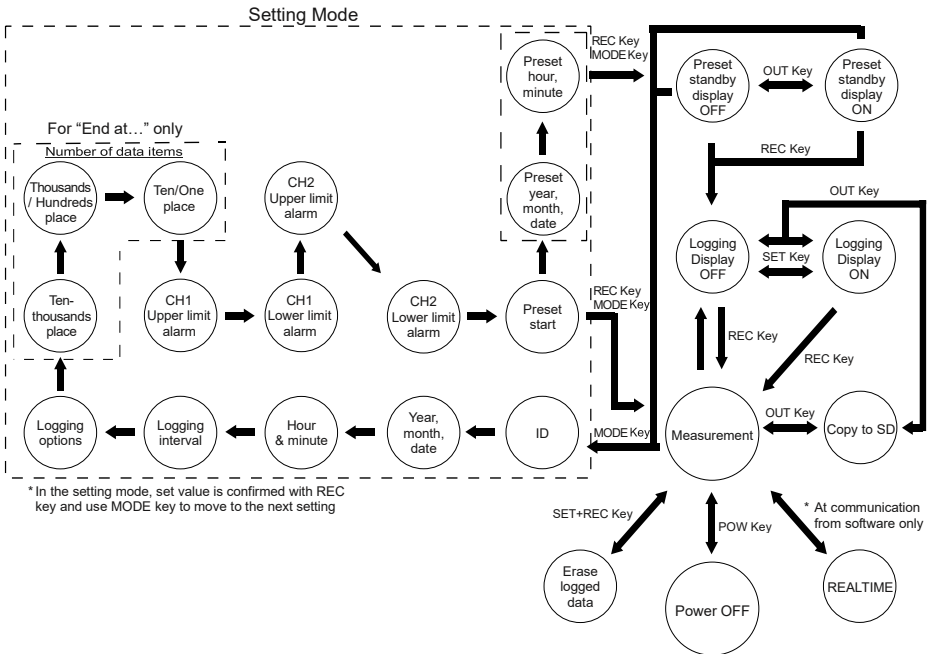 Setting Mode
For “End at…” only
Number of data items
Thousands
/ Hundreds
place
Ten/One
place
CH2
Upper limit
alarm
Preset
hour,
minute
Preset
year,
month,
date
Ten-
thousands
place
CH1
Upper limit
alarm
CH1
Lower limit
alarm
CH2
Lower limit
alarm
Preset
start
Logging
options
Logging
interval
Hour
& minute
Year,
month,
date
ID
* In the setting mode, set value is confirmed with REC
key and use MODE key to move to the next setting
REC Key
MODE Key
Preset
standby
display
OFF
OUT Key
Preset
standby
display
ON
REC Key
OUT Key
Logging
Display
OFF
SET Key
Logging
Display
ON
REC Key
MODE Key
REC Key
REC Key
MODE Key
Measurement
OUT Key
Copy to SD
SET+REC Key
POW Key
* At communication
from software only
Erase
logged
data
Power OFF
REALTIME